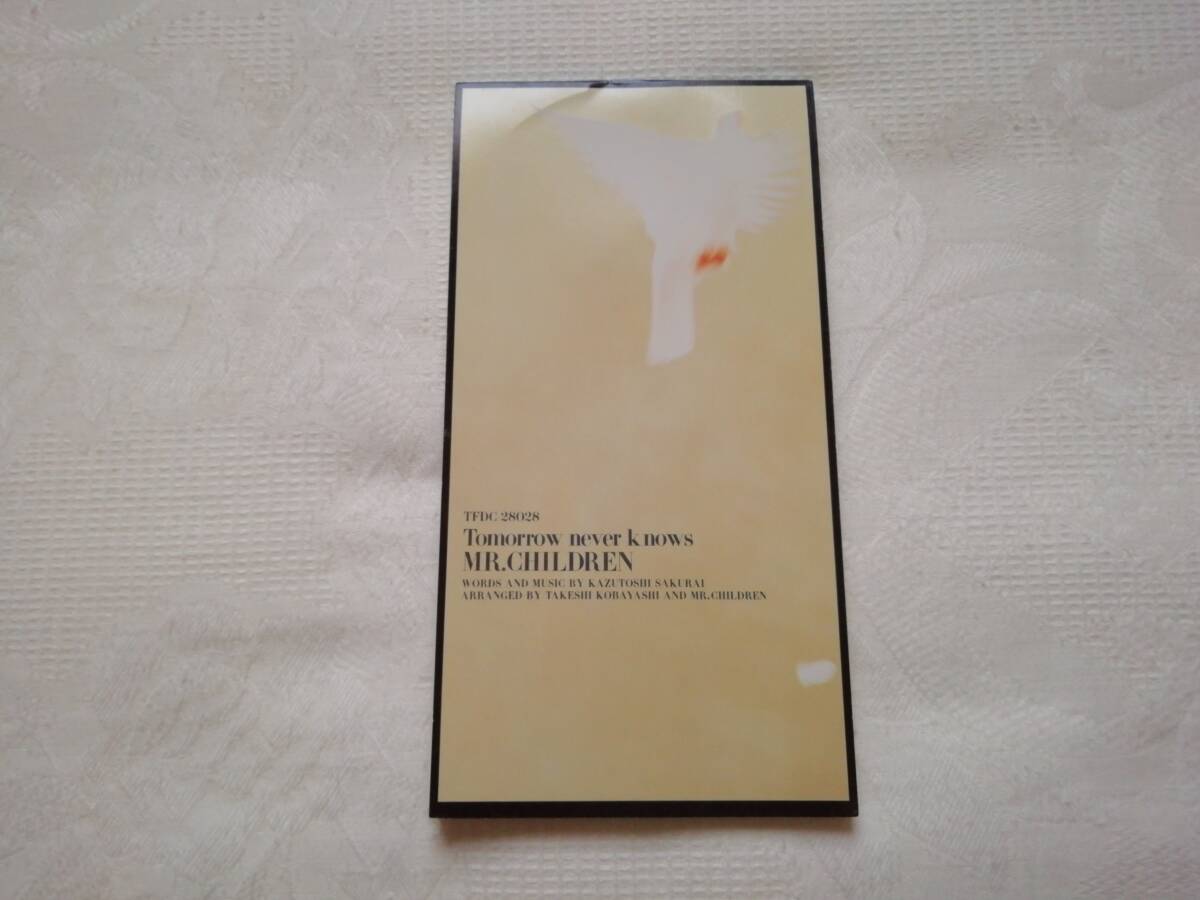 TFDC 28028
Tomorrow never knows
MR.CHILDREN
WORDS AND MUSIC BY KAZUTOSHI SAKURAI
ARRANGED BY TAKESHI KOBAYASHI AND MR.CHILDREN